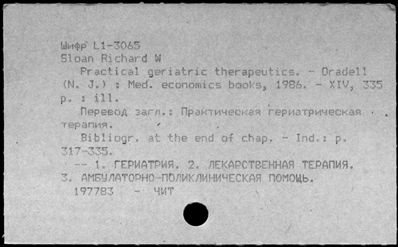 Шифр L1-3065
Sloan Richard W
Practical geriatric therapeutics. - Oradell
(N. J.) : Med. economics books, 1986. - XIV, 335
p. : ill.
Перевод загл.: Практическая гериатрическая
терапия.
Bibliogr. at the end of chap. - Ind.: p.
317-335.
-- 1. ГЕРИАТРИЯ. 2. ЛЕКАРСТВЕННАЯ ТЕРАПИЯ.
3. АМБУЛАТОРНО-ПОЛИКЛИНИЧЕСКАЯ ПОМОЩЬ.
197783 - ЧИТ